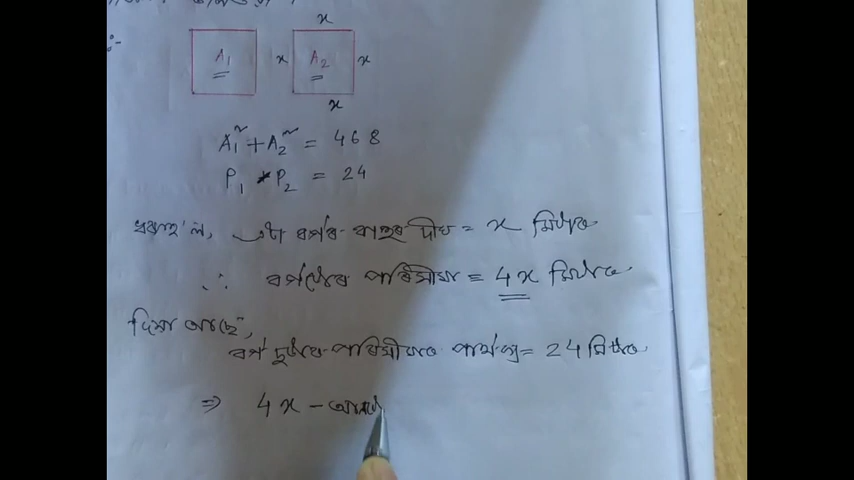 x
A₁ x A₂ x
x
A₁² + A₂² = 468
P₁ - P₂ = 24
ধৰাহ'ল, এটা বৰ্গৰ বাহুৰ দীঘ = x মিটাৰ
∴ বৰ্গটোৰ পৰিসীমা = 4x মিটাৰ
দিয়া আছে,
বৰ্গ দুটাৰ পৰিসীমাৰ পাৰ্থক্য = 24 মিটাৰ
⇒ 4x -